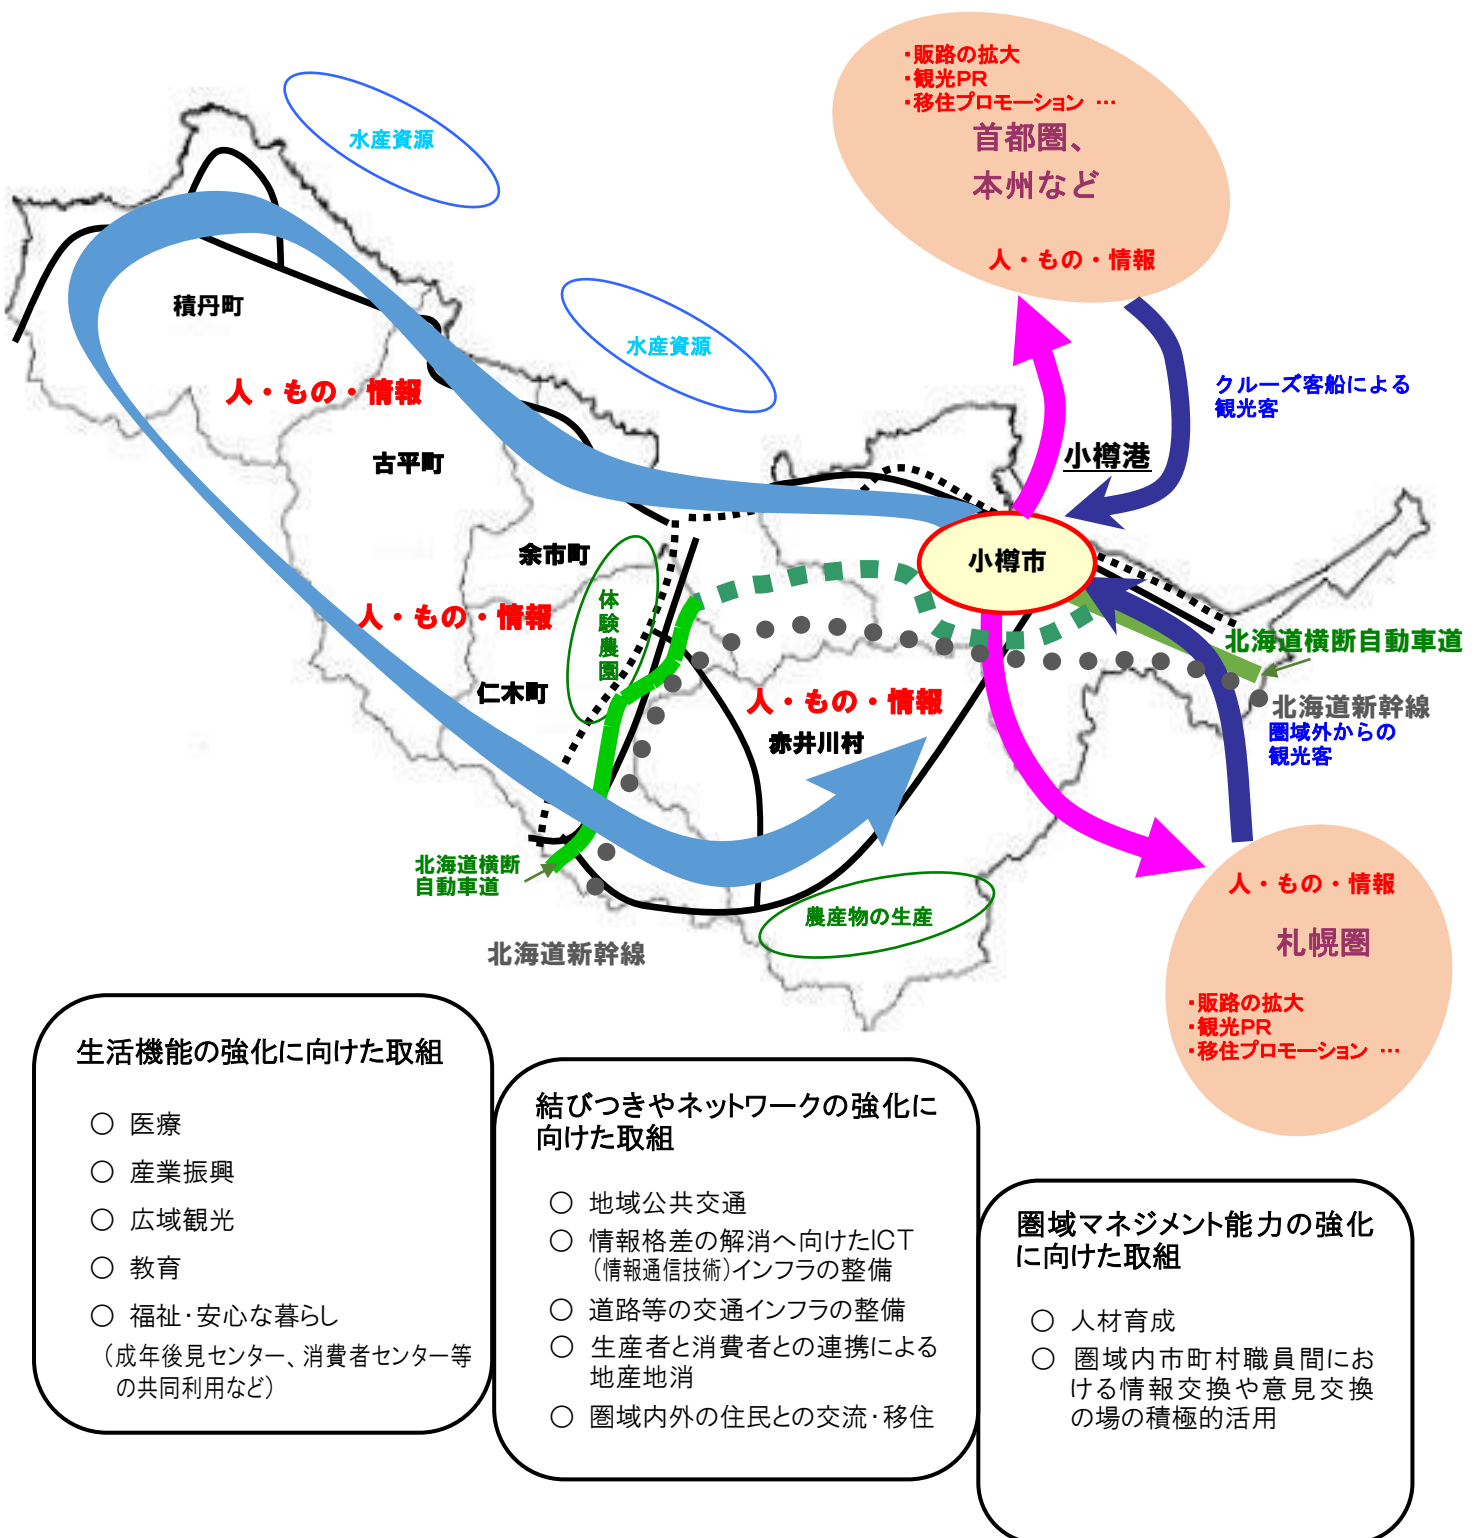 ・販路の拡大
・観光PR
・移住プロモーション …
首都圏、
本州など
人・もの・情報
水産資源
水産資源
積丹町
人・もの・情報
古平町
クルーズ客船による
観光客
小樽港
小樽市
余市町
人・もの・情報
体
験
農
園
仁木町
人・もの・情報
赤井川村
北海道横断自動車道
北海道新幹線
圏域外からの
観光客
北海道横断
自動車道
北海道新幹線
農産物の生産
人・もの・情報
札幌圏
・販路の拡大
・観光PR
・移住プロモーション …
生活機能の強化に向けた取組
○ 医療
○ 産業振興
○ 広域観光
○ 教育
○ 福祉・安心な暮らし
（成年後見センター、消費者センター等
の共同利用など）
結びつきやネットワークの強化に
向けた取組
○ 地域公共交通
○ 情報格差の解消へ向けたICT
（情報通信技術）インフラの整備
○ 道路等の交通インフラの整備
○ 生産者と消費者との連携による
地産地消
○ 圏域内外の住民との交流・移住
圏域マネジメント能力の強化
に向けた取組
○ 人材育成
○ 圏域内市町村職員間にお
ける情報交換や意見交換
の場の積極的活用